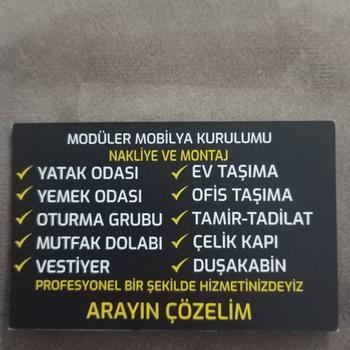 MODÜLER MOBİLYA KURULUMU
NAKLİYE VE MONTAJ
✓ YATAK ODASI ✓ EV TAŞIMA
✓ YEMEK ODASI ✓ OFİS TAŞIMA
✓ OTURMA GRUBU ✓ TAMİR-TADİLAT
✓ MUTFAK DOLABI ✓ ÇELİK KAPI
✓ VESTİYER ✓ DUŞAKABİN
PROFESYONEL BİR ŞEKİLDE HİZMETİNİZDEYİZ
ARAYIN ÇÖZELİM